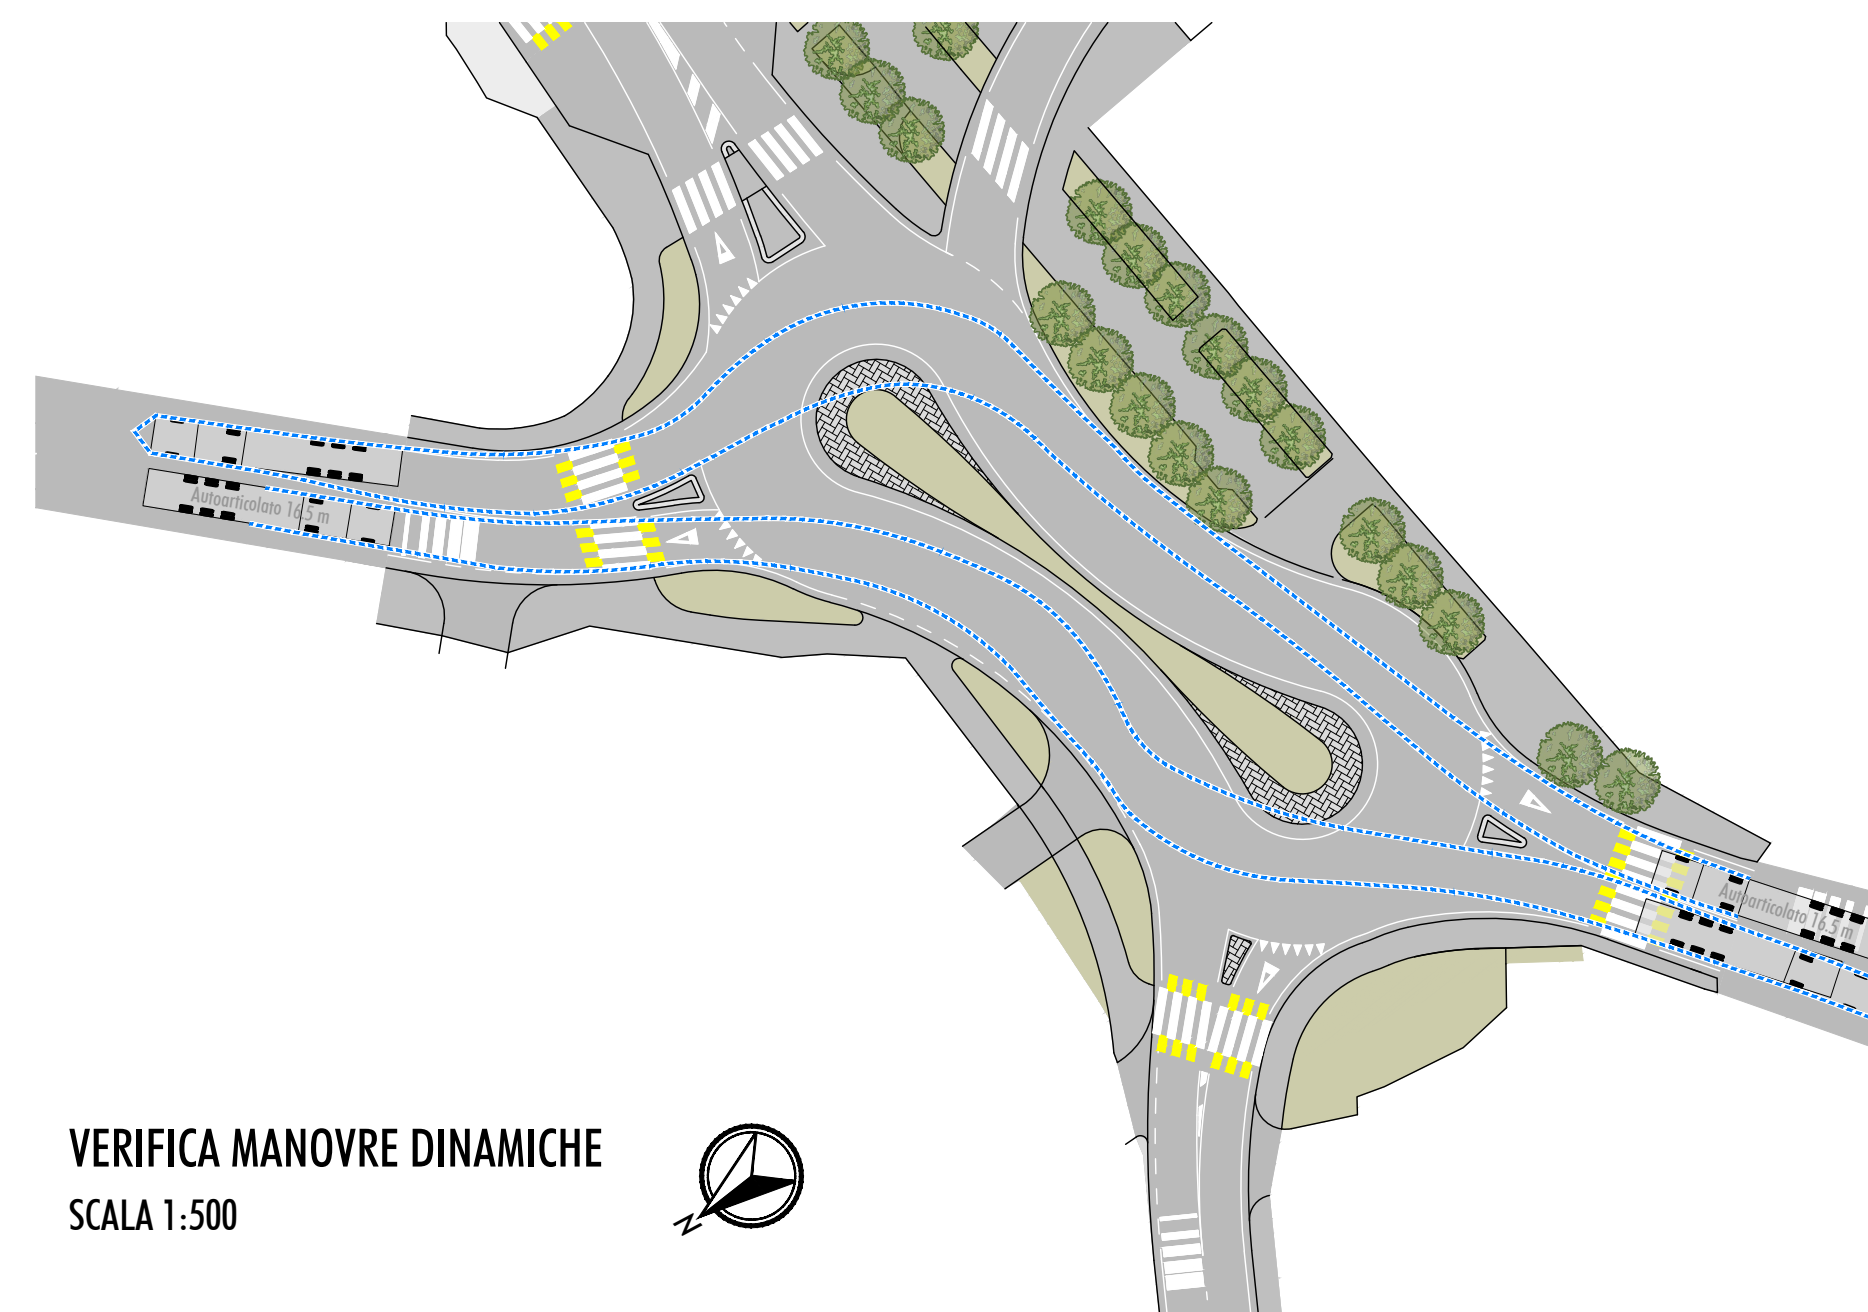 Autoarticolato 16.5 m
Autoarticolato 16.5 m
VERIFICA MANOVRE DINAMICHE
SCALA 1:500
N